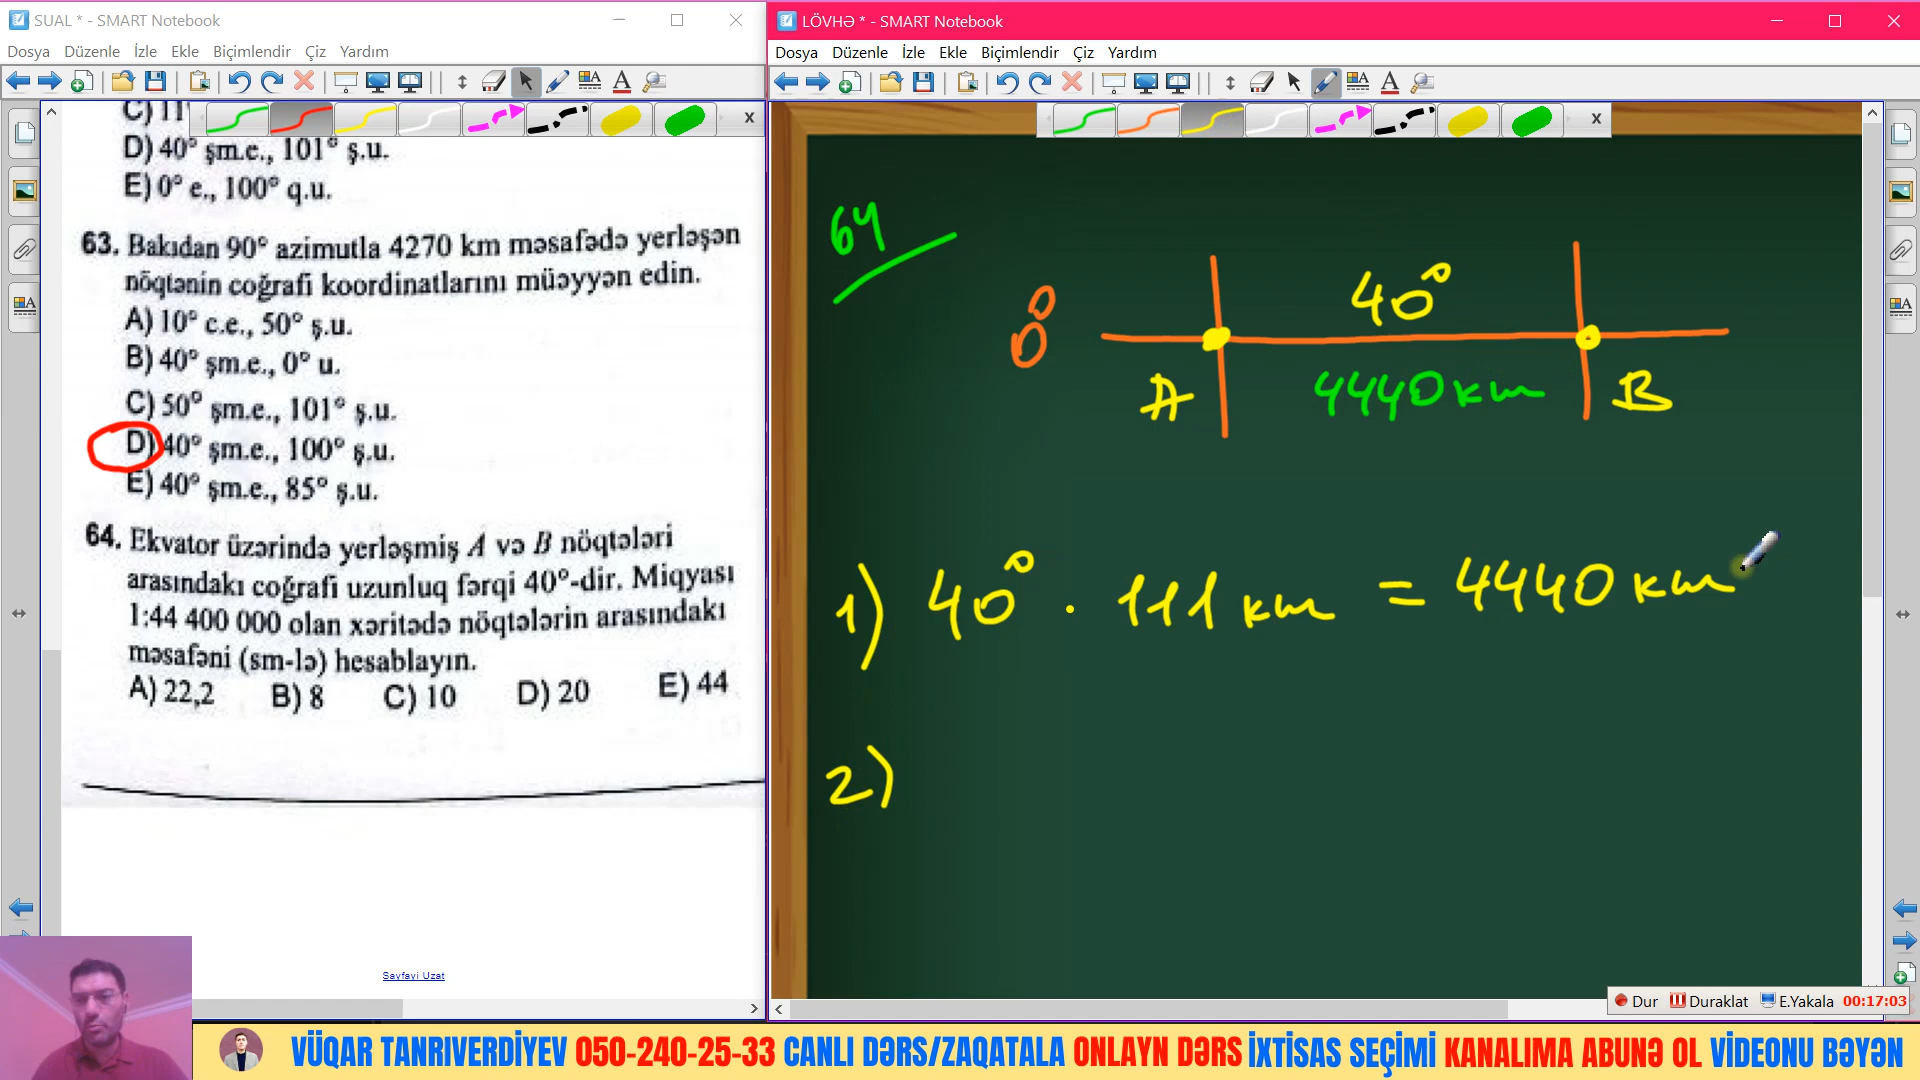 SUAL * - SMART Notebook
Dosya Düzenle İzle Ekle Biçimlendir Çiz Yardım
C) 11
D) 40° şm.e., 101° ş.u.
E) 0° e., 100° q.u.
63. Bakıdan 90° azimutla 4270 km məsafədə yerləşən
nöqtənin coğrafi koordinatlarını müəyyən edin.
A) 10° c.e., 50° ş.u.
B) 40° şm.e., 0° u.
C) 50° şm.e., 101° ş.u.
D) 40° şm.e., 100° ş.u.
E) 40° şm.e., 85° ş.u.
64. Ekvator üzərində yerləşmiş A və B nöqtələri
arasındakı coğrafi uzunluq fərqi 40°-dir. Miqyası
1:44 400 000 olan xəritədə nöqtələrin arasındakı
məsafəni (sm-lə) hesablayın.
A) 22,2 B) 8 C) 10 D) 20 E) 44
Sayfayı Uzat
LÖVHƏ * - SMART Notebook
Dosya Düzenle İzle Ekle Biçimlendir Çiz Yardım
64
0° 40°
A 4440 km B
1) 40° · 111 km = 4440 km
2)
Dur Duraklat E.Yakala 00:17:03
VÜQAR TANRIVERDİYEV 050-240-25-33 CANLI DƏRS/ZAQATALA ONLAYN DƏRS İXTİSAS SEÇİMİ KANALIMA ABUNƏ OL VİDEONU BƏYƏN